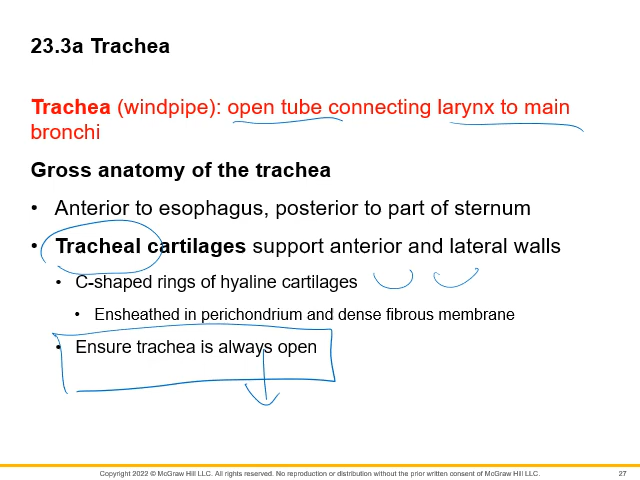 23.3a Trachea
Trachea (windpipe): open tube connecting larynx to main
bronchi
Gross anatomy of the trachea
• Anterior to esophagus, posterior to part of sternum
• Tracheal cartilages support anterior and lateral walls
• C-shaped rings of hyaline cartilages
• Ensheathed in perichondrium and dense fibrous membrane
• Ensure trachea is always open
Copyright 2022 © McGraw Hill LLC. All rights reserved. No reproduction or distribution without the prior written consent of McGraw Hill LLC.
27